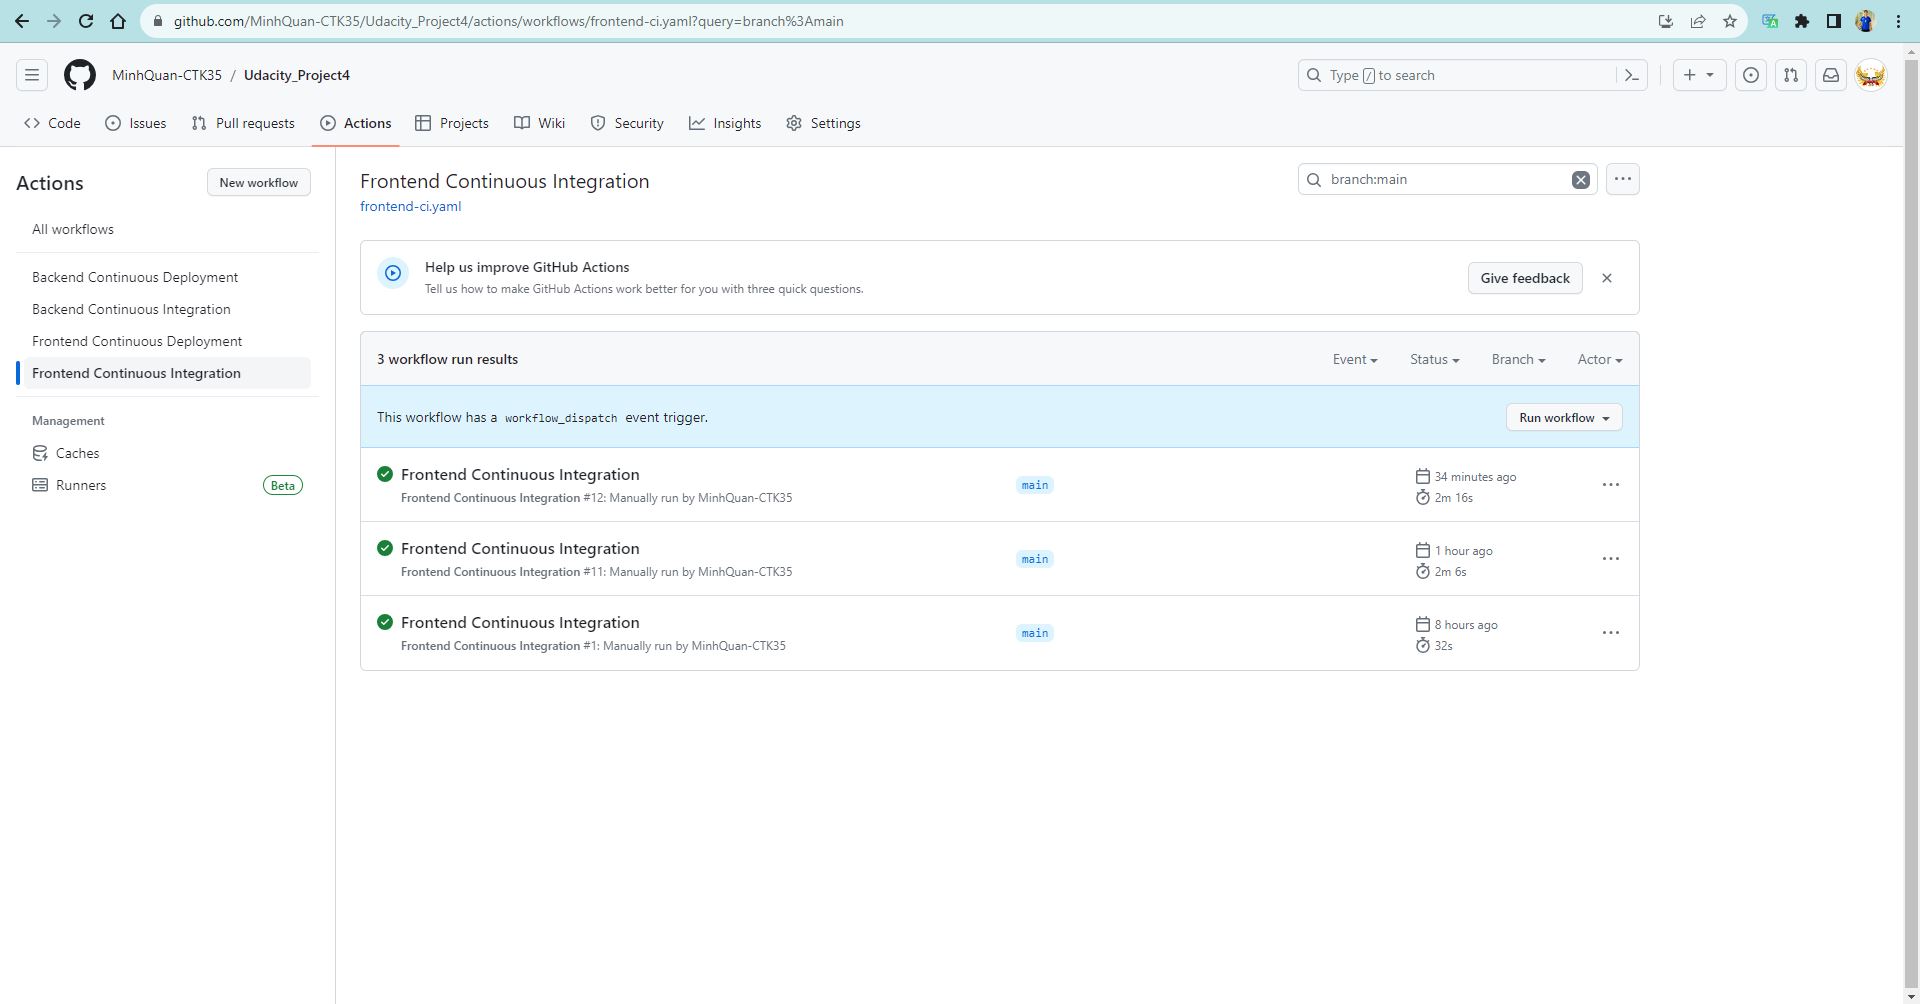 github.com/MinhQuan-CTK35/Udacity_Project4/actions/workflows/frontend-ci.yaml?query=branch%3Amain
MinhQuan-CTK35 / Udacity_Project4
Type / to search
Code Issues Pull requests Actions Projects Wiki Security Insights Settings
Actions
New workflow
All workflows
Backend Continuous Deployment
Backend Continuous Integration
Frontend Continuous Deployment
Frontend Continuous Integration
Management
Caches
Runners Beta
Frontend Continuous Integration
frontend-ci.yaml
branch:main
Help us improve GitHub Actions
Tell us how to make GitHub Actions work better for you with three quick questions.
Give feedback
3 workflow run results
Event Status Branch Actor
This workflow has a workflow_dispatch event trigger.
Run workflow
Frontend Continuous Integration
Frontend Continuous Integration #12: Manually run by MinhQuan-CTK35
main
34 minutes ago
2m 16s
Frontend Continuous Integration
Frontend Continuous Integration #11: Manually run by MinhQuan-CTK35
main
1 hour ago
2m 6s
Frontend Continuous Integration
Frontend Continuous Integration #1: Manually run by MinhQuan-CTK35
main
8 hours ago
32s